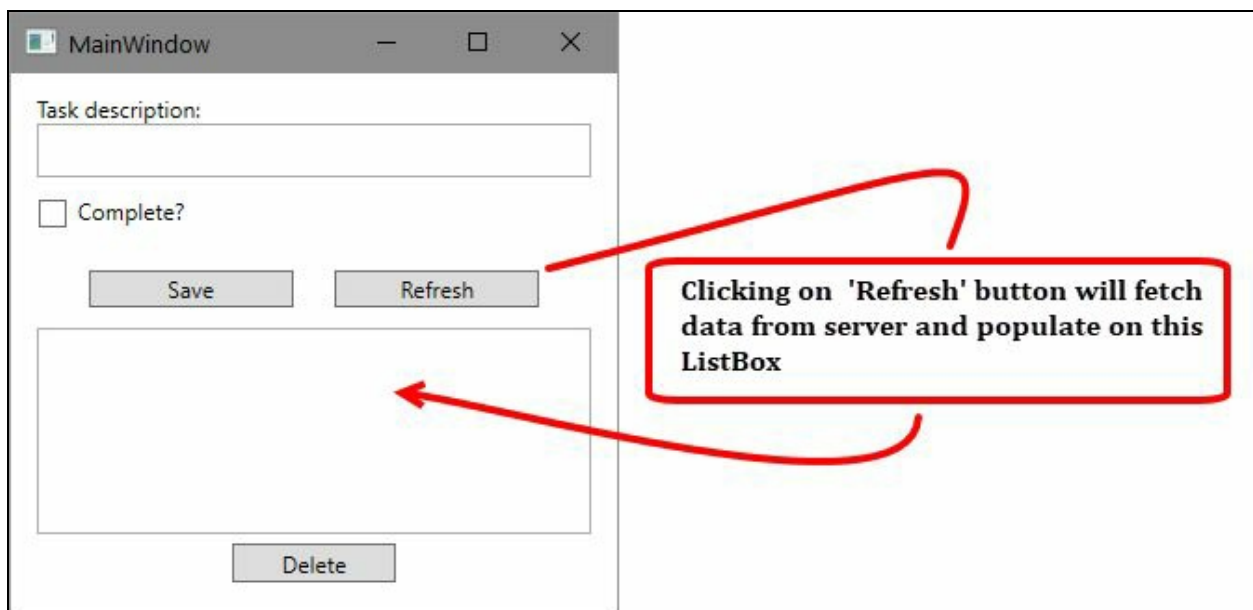 MainWindow
Task description:
Complete?
Save Refresh
Clicking on 'Refresh' button will fetch
data from server and populate on this
ListBox
Delete